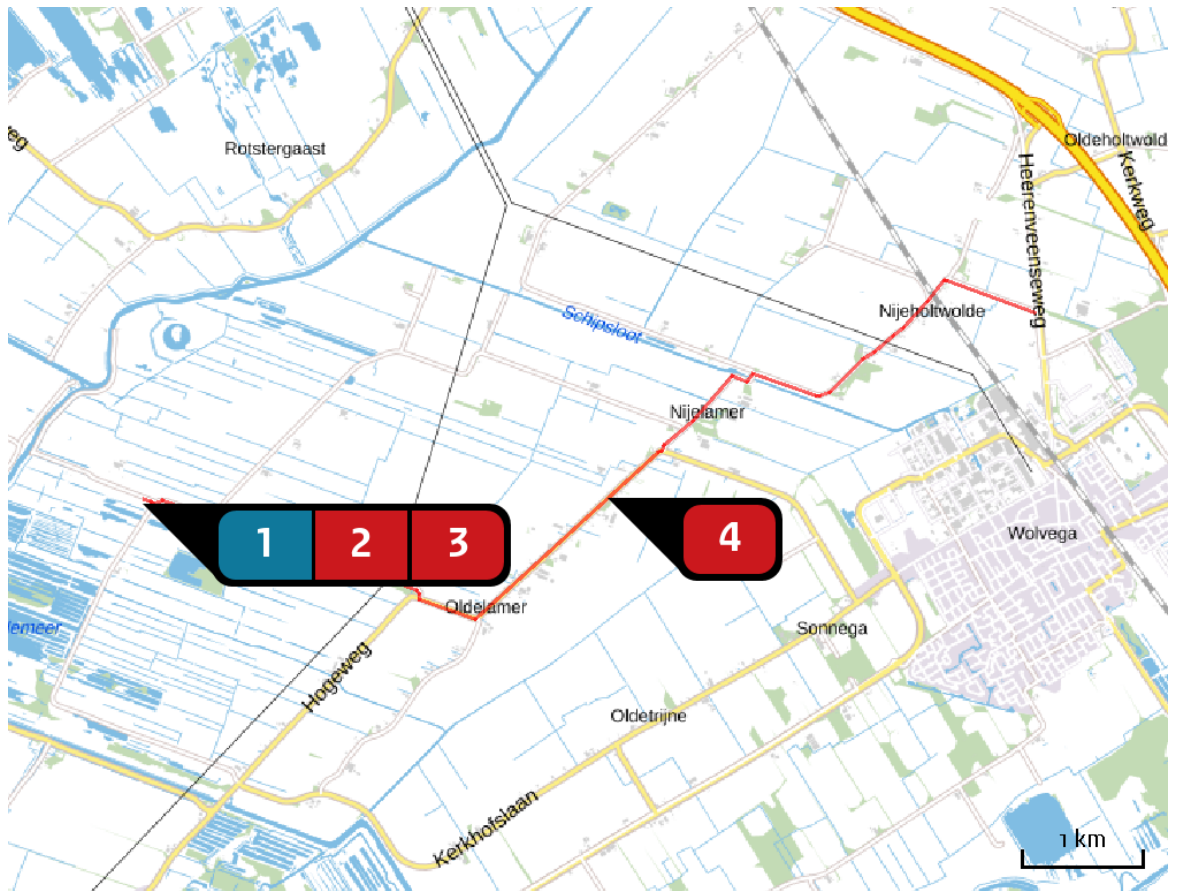 Rotstergaast
Oldeholtwold
Kerkweg
Heerenveenseweg
Schipsloot
Nijeholtwolde
Nijelamer
1 2 3
4
Wolvega
Oldelamer
Sonnega
Hogeweg
Oldetrijne
Kerkhofslaan
1 km